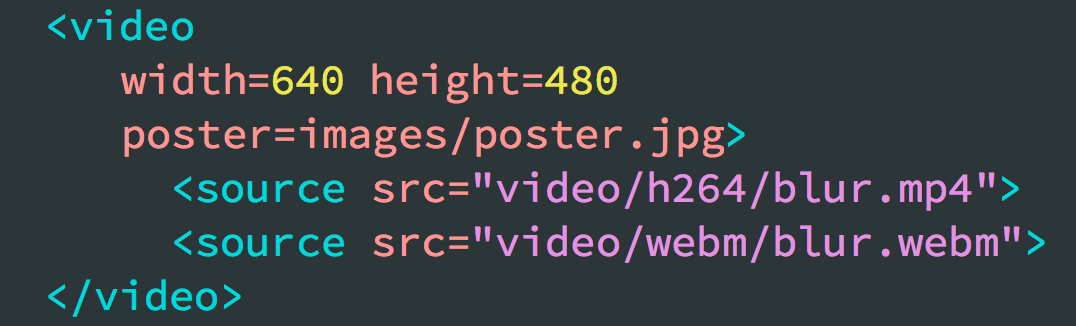 <video
width=640 height=480
poster=images/poster.jpg>
<source src="video/h264/blur.mp4">
<source src="video/webm/blur.webm">
</video>